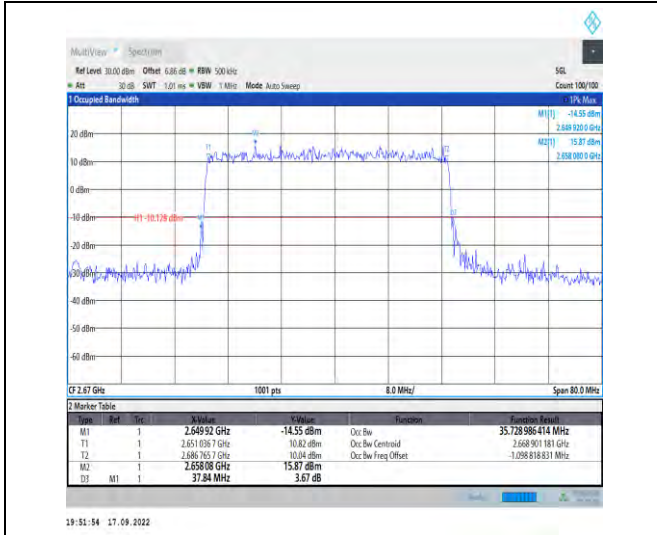 MultiView Spectrum
Ref Level 30.00 dBm Offset 6.86 dB RBW 500 kHz SGL
Att 30 dB SWT 1.01 ms VBW 1 MHz Mode Auto Sweep Count 100/100
1 Occupied Bandwidth 1Pk Max
M1[1] -14.55 dBm
2.649 920 0 GHz
20 dBm M2[1] 15.87 dBm
2.658 080 0 GHz
T1 M2 T2
10 dBm
0 dBm
-10 dBm H1 -10.128 dBm M1 D3
-20 dBm
-30 dBm
-40 dBm
-50 dBm
-60 dBm
CF 2.67 GHz 1001 pts 8.0 MHz/ Span 80.0 MHz
2 Marker Table
Type Ref Trc X-Value Y-Value Function Function Result
M1 1 2.64992 GHz -14.55 dBm Occ Bw 35.728 986 414 MHz
T1 1 2.651 036 7 GHz 10.82 dBm Occ Bw Centroid 2.668 901 181 GHz
T2 1 2.686 765 7 GHz 10.04 dBm Occ Bw Freq Offset -1.098 818 831 MHz
M2 1 2.65808 GHz 15.87 dBm
D3 M1 1 37.84 MHz 3.67 dB
19:51:54 17.09.2022